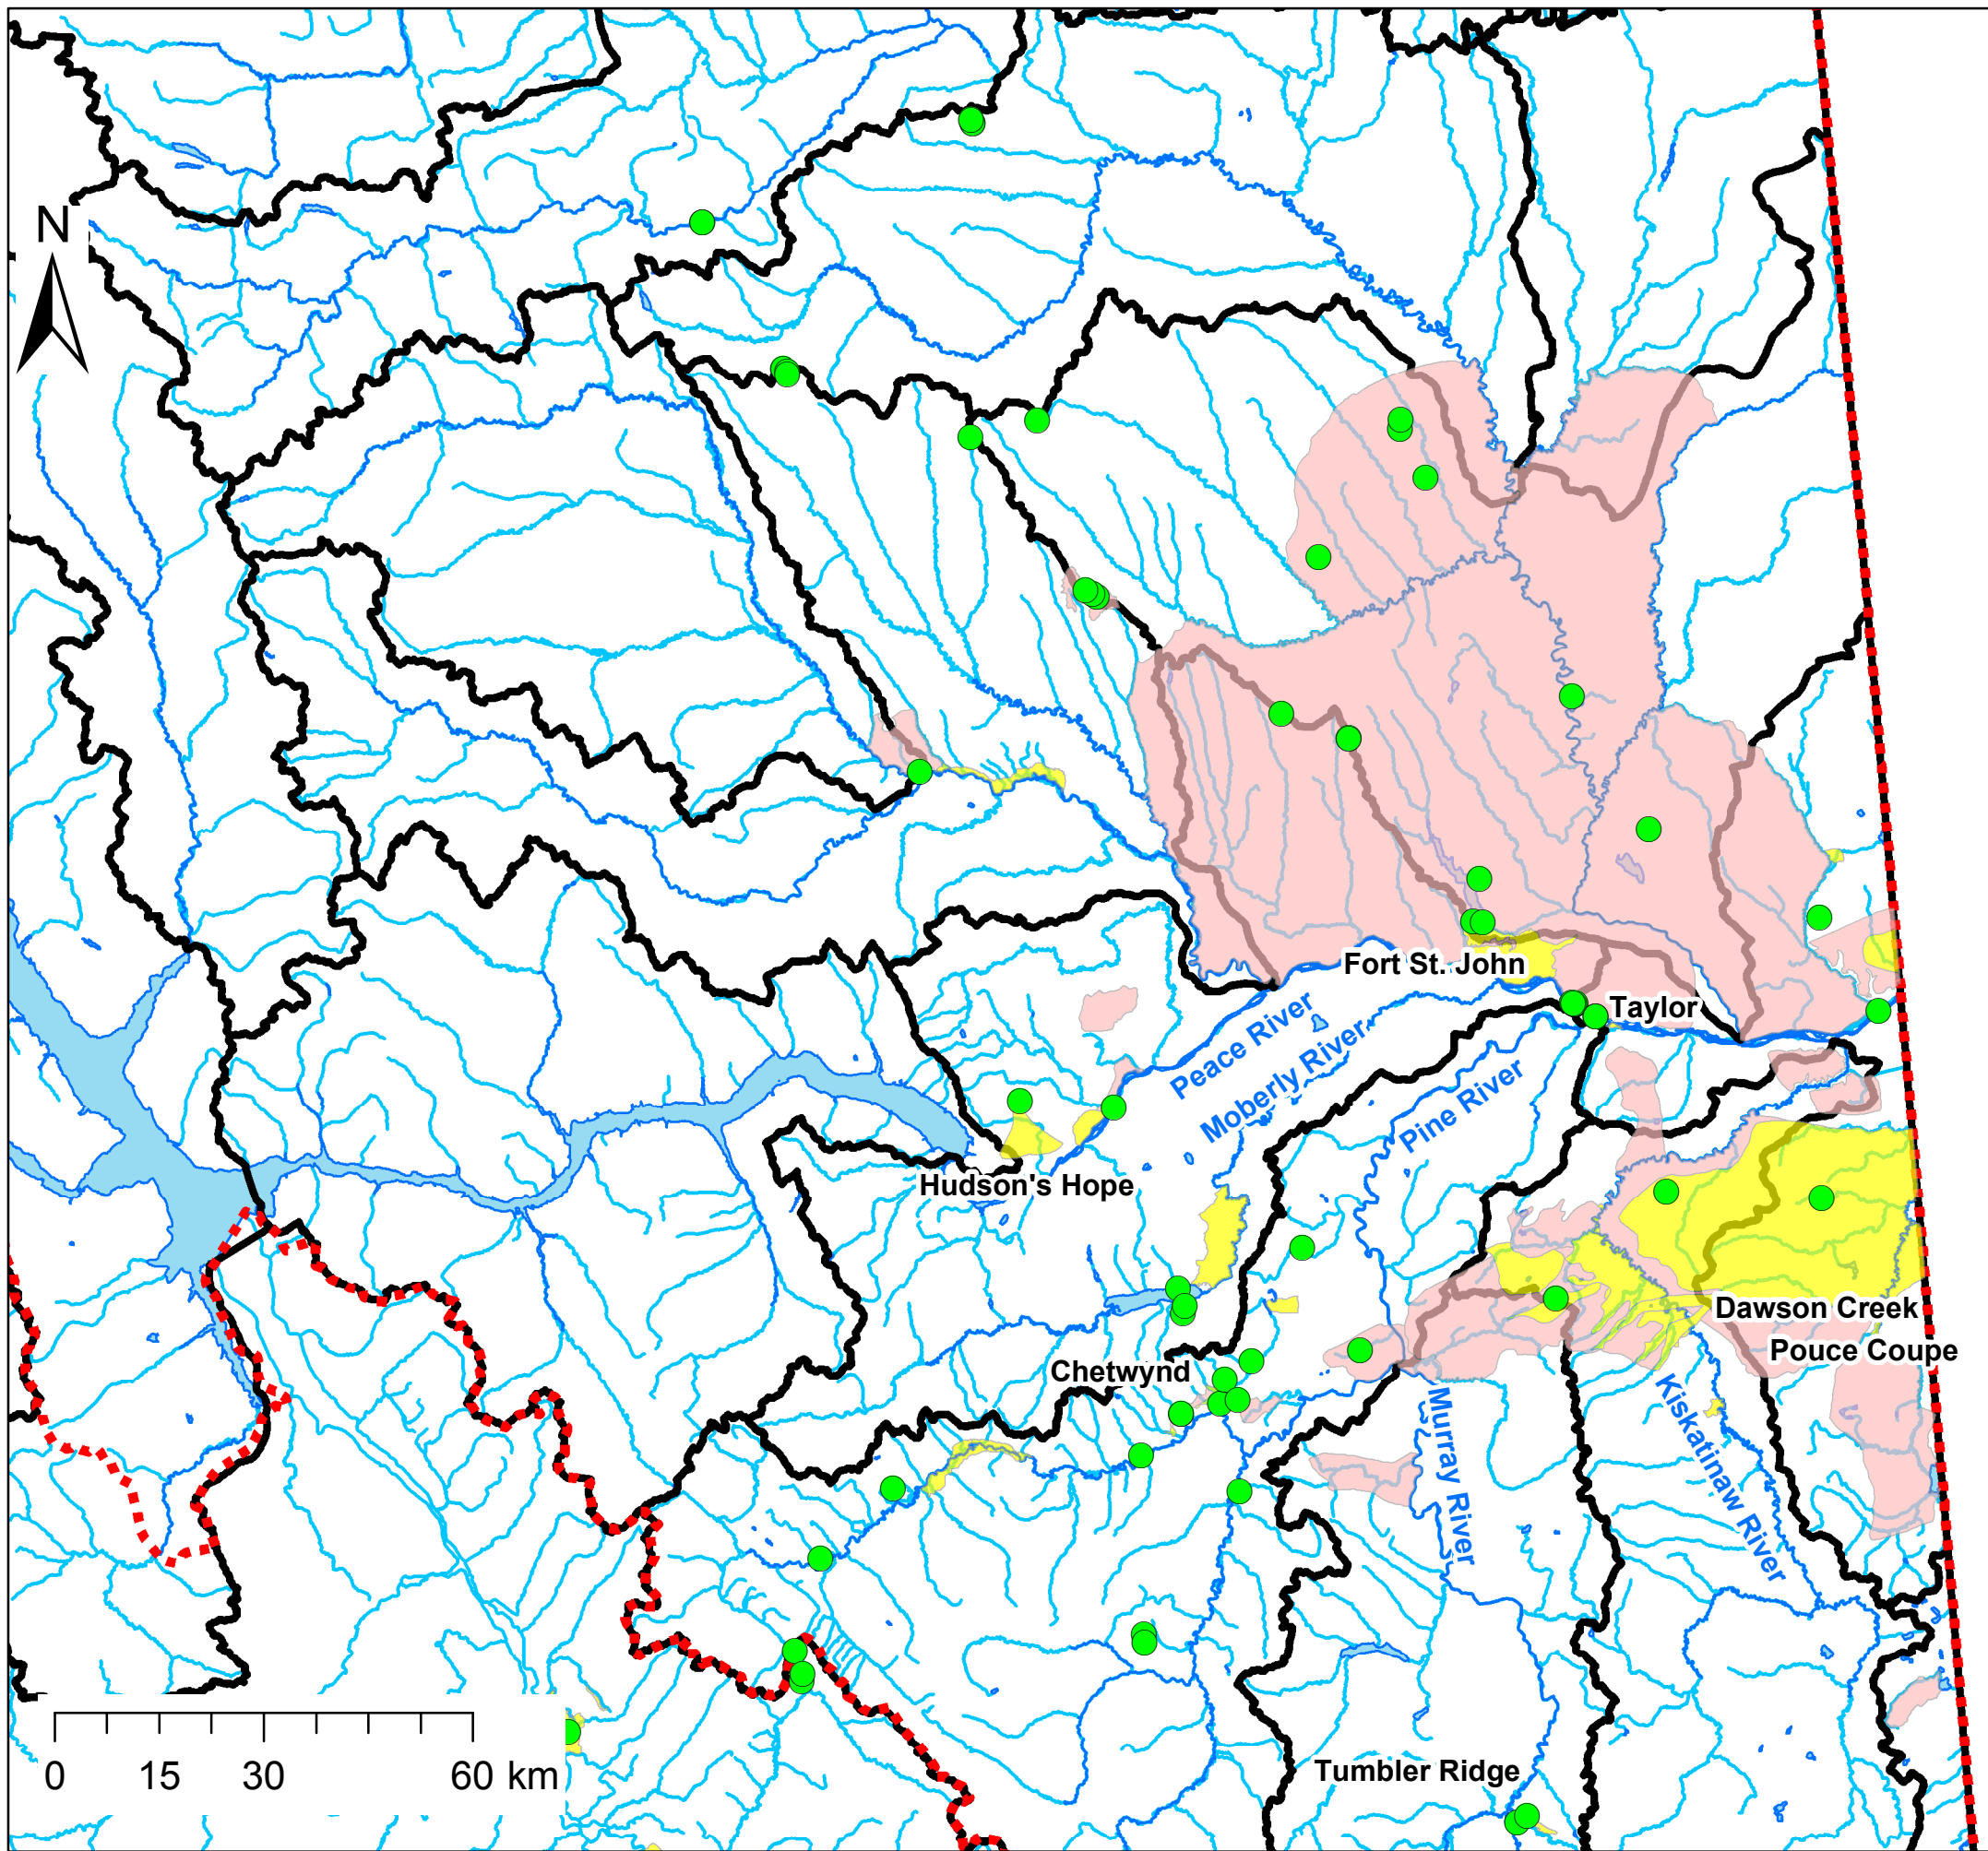 N
Fort St. John
Taylor
Peace River
Moberly River
Pine River
Hudson's Hope
Dawson Creek
Pouce Coupe
Chetwynd
Murray River
Kiskatinaw River
Tumbler Ridge
0 15 30 60 km